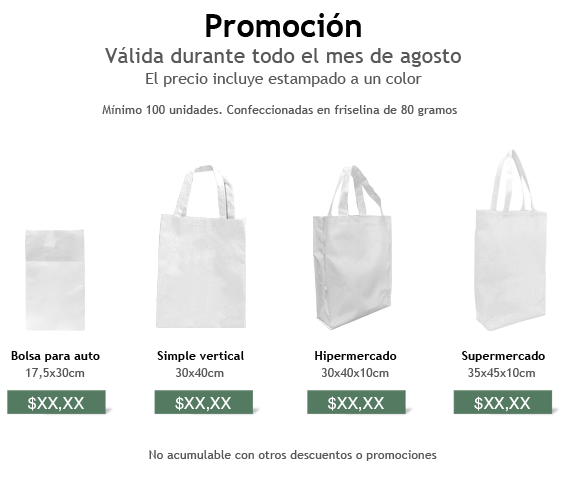 Promoción
Válida durante todo el mes de agosto
El precio incluye estampado a un color
Mínimo 100 unidades. Confeccionadas en friselina de 80 gramos
Bolsa para auto
17,5x30cm
$XX,XX
Simple vertical
30x40cm
$XX,XX
Hipermercado
30x40x10cm
$XX,XX
Supermercado
35x45x10cm
$XX,XX
No acumulable con otros descuentos o promociones